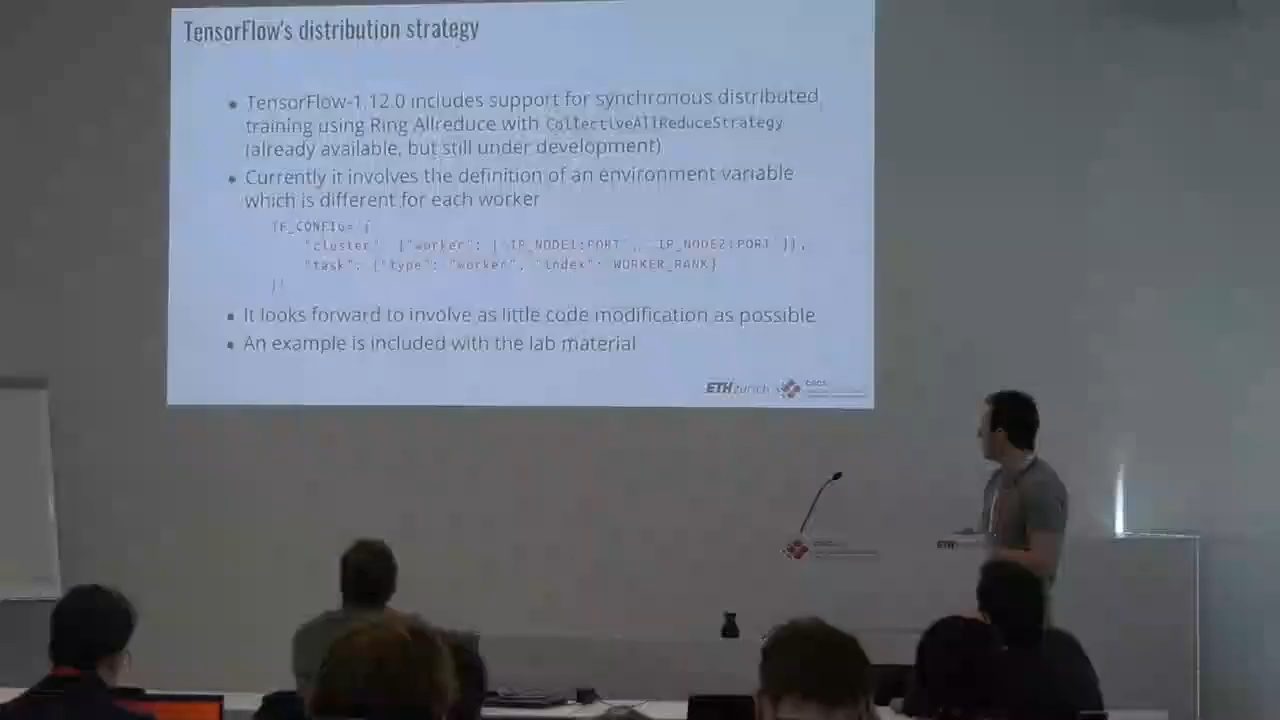 TensorFlow's distribution strategy
• TensorFlow-1.12.0 includes support for synchronous distributed
training using Ring Allreduce with CollectiveAllReduceStrategy
(already available, but still under development)
• Currently it involves the definition of an environment variable
which is different for each worker
TF_CONFIG='{
"cluster": {"worker": ["IP_NODE1:PORT", "IP_NODE2:PORT"]},
"task": {"type": "worker", "index": WORKER_RANK}
}'
• It looks forward to involve as little code modification as possible
• An example is included with the lab material
ETH zürich
CSCS
ETH